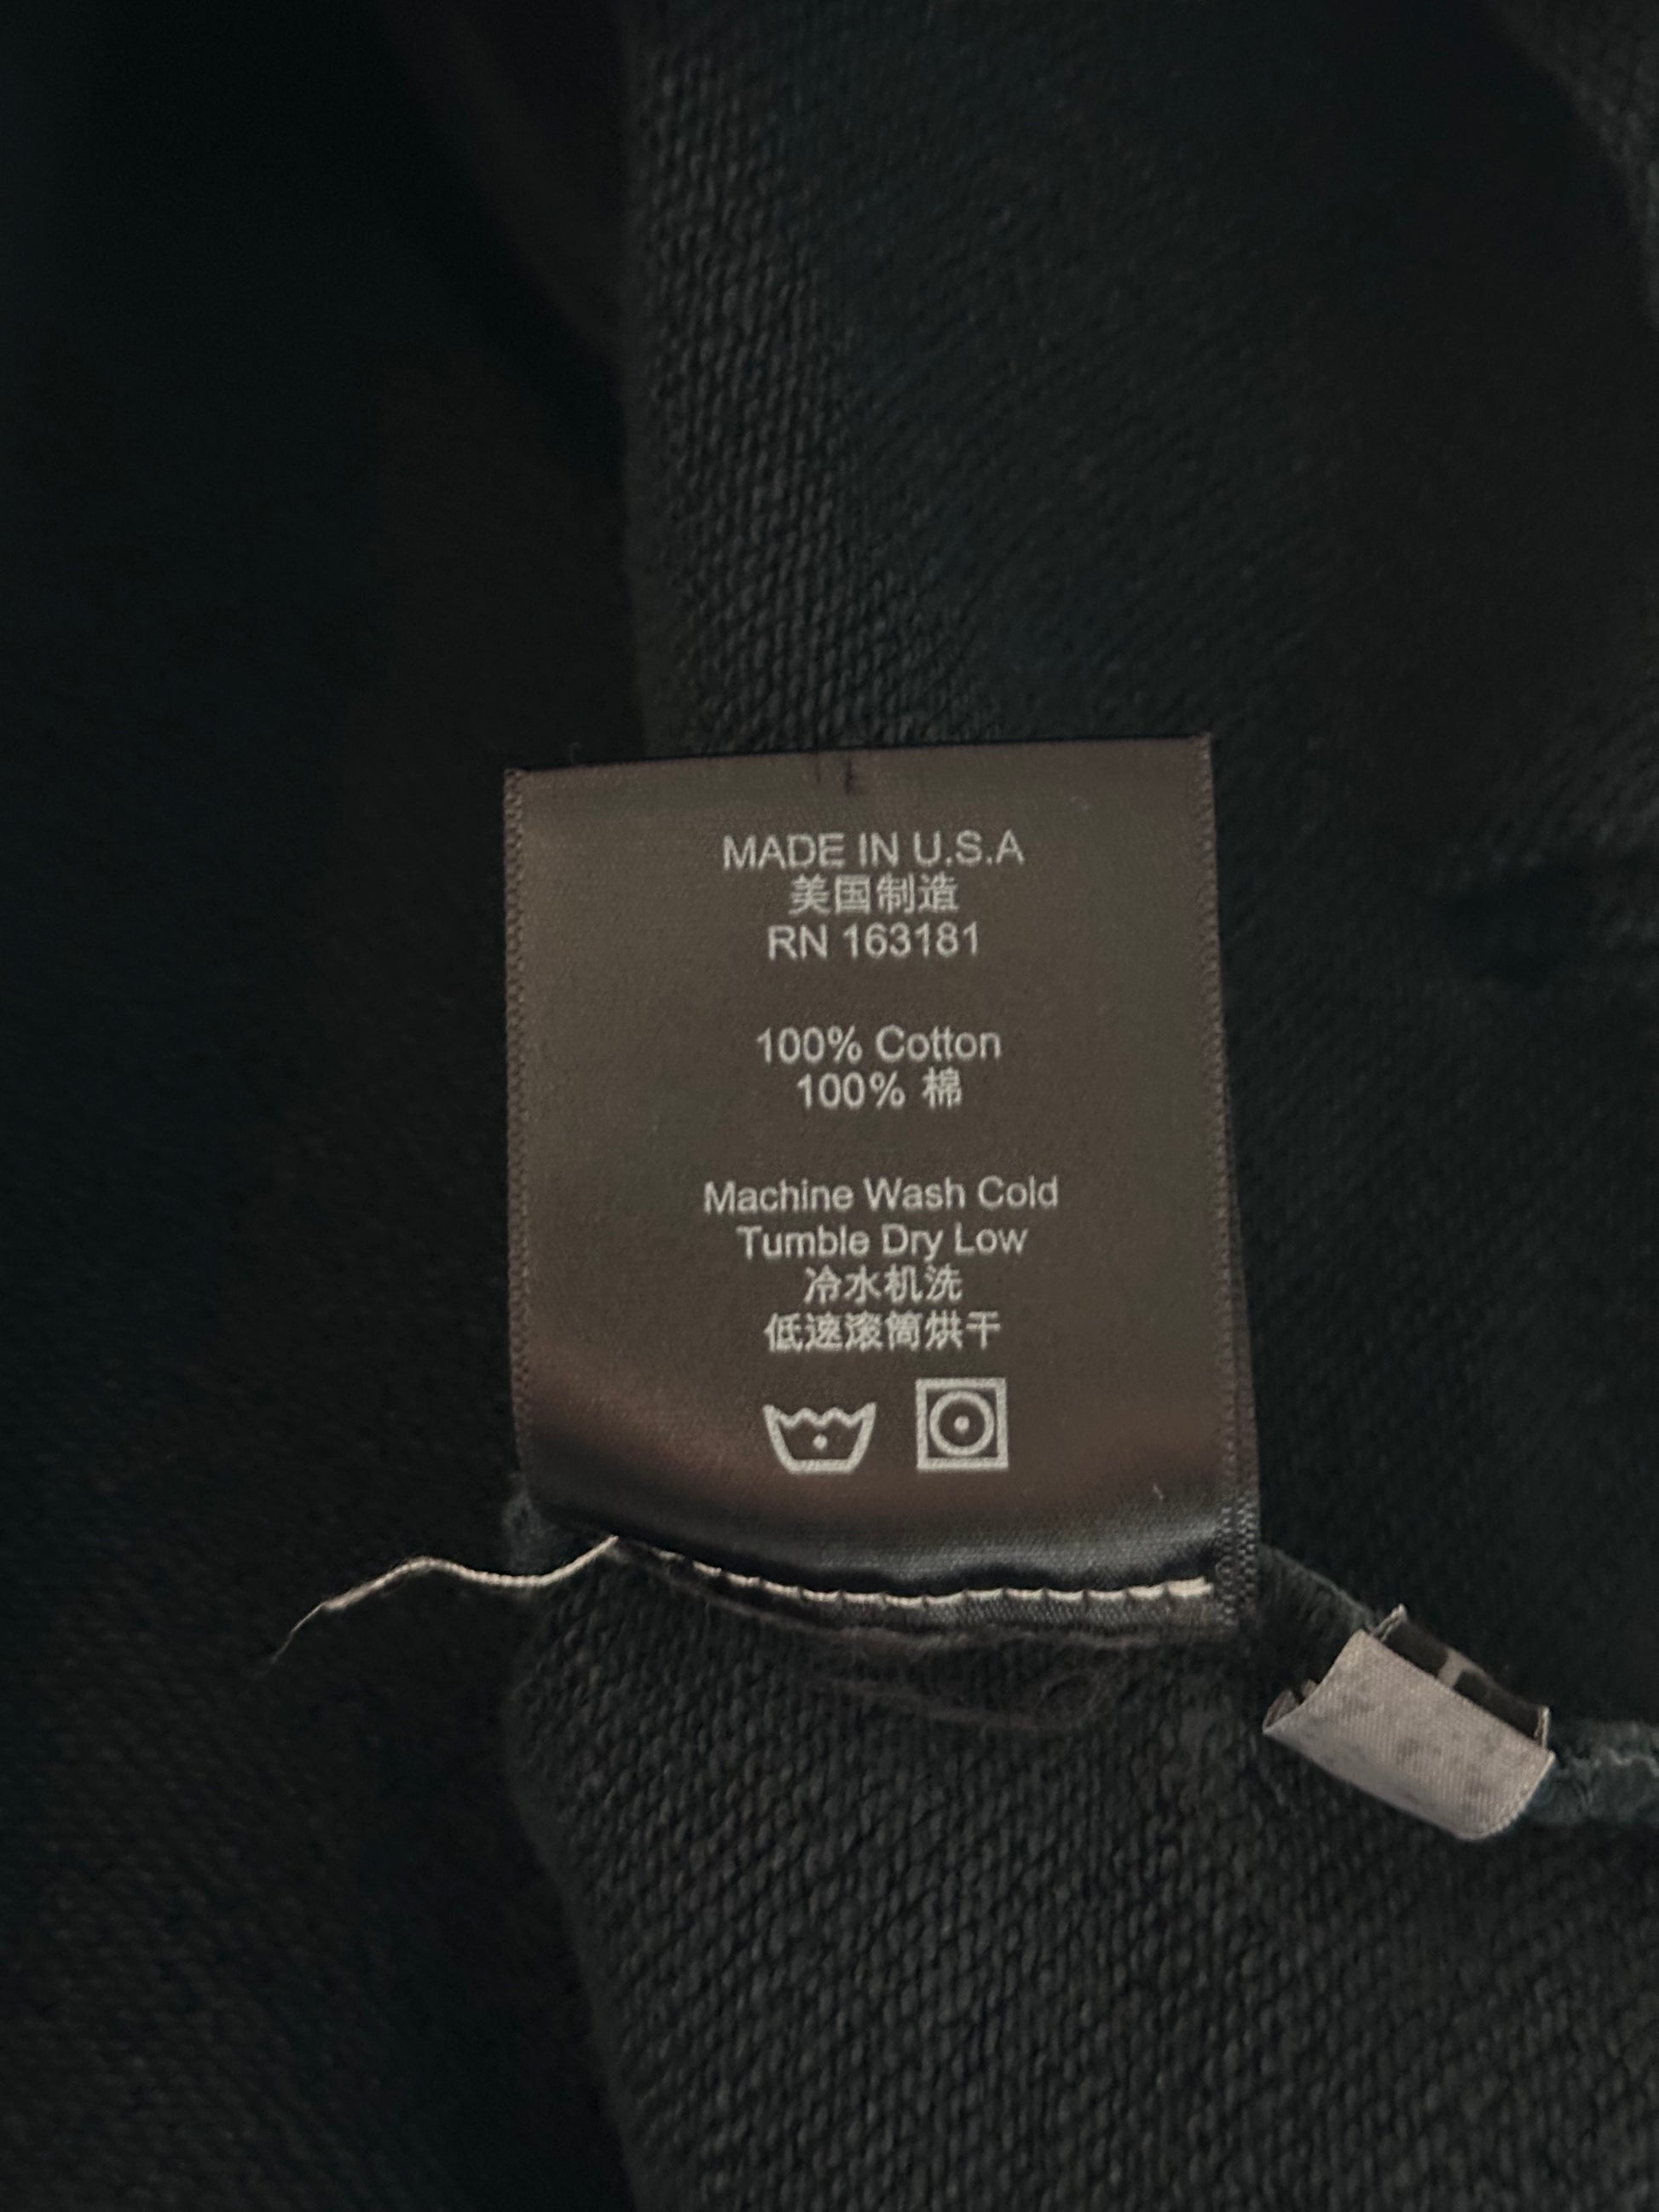 MADE IN U.S.A
美国制造
RN 163181
100% Cotton
100% 棉
Machine Wash Cold
Tumble Dry Low
冷水机洗
低速滚筒烘干